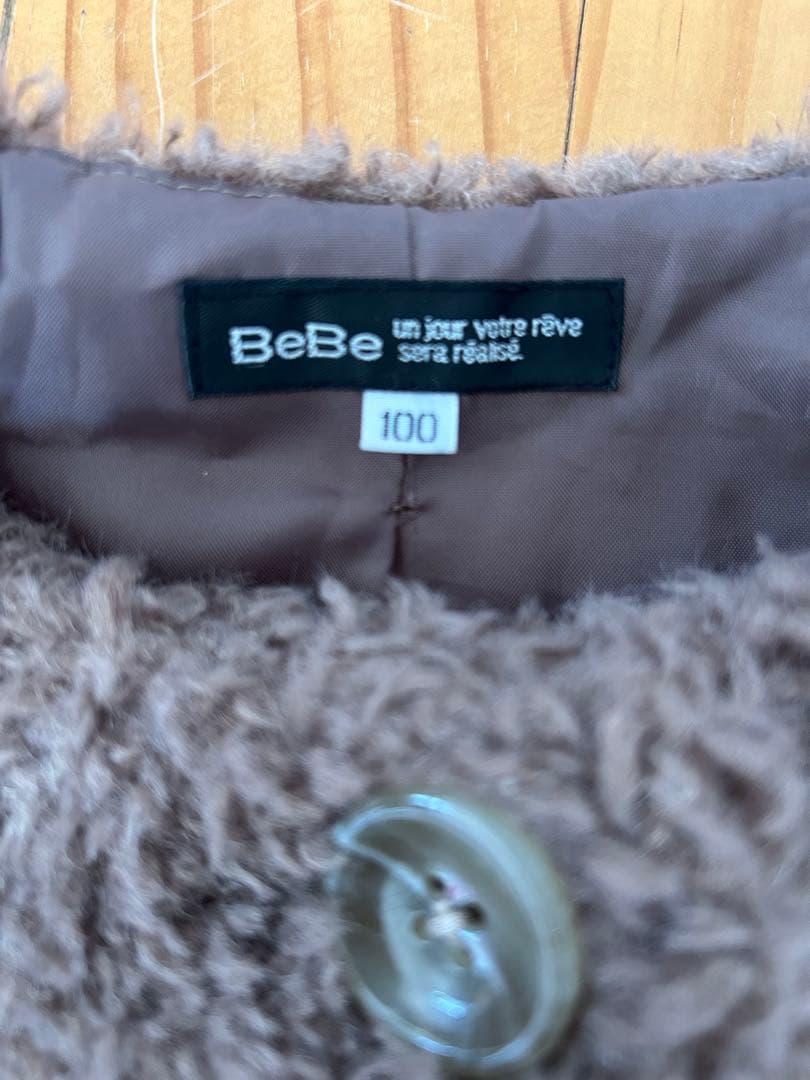 BeBe un jour votre rêve
sera réalisé.
100